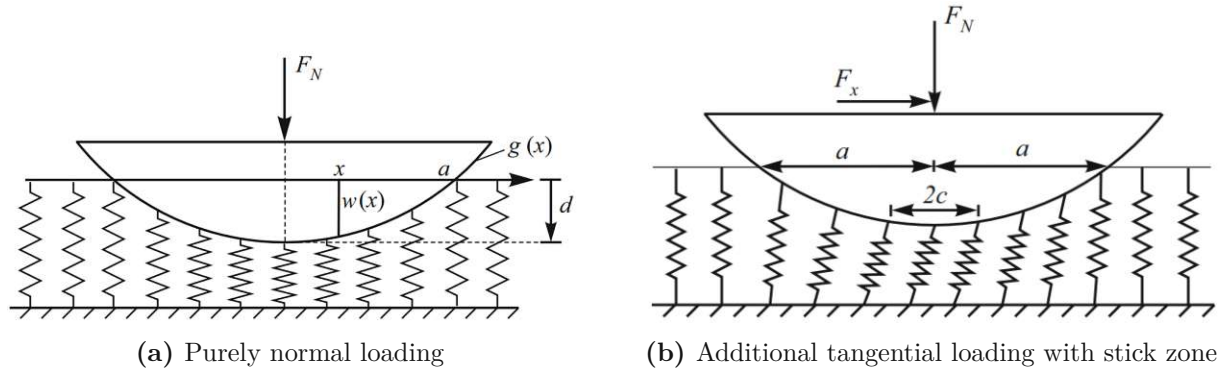 F_N
g (x)
x
a
w(x)
d
(a) Purely normal loading
F_N
F_x
a
a
2c
(b) Additional tangential loading with stick zone